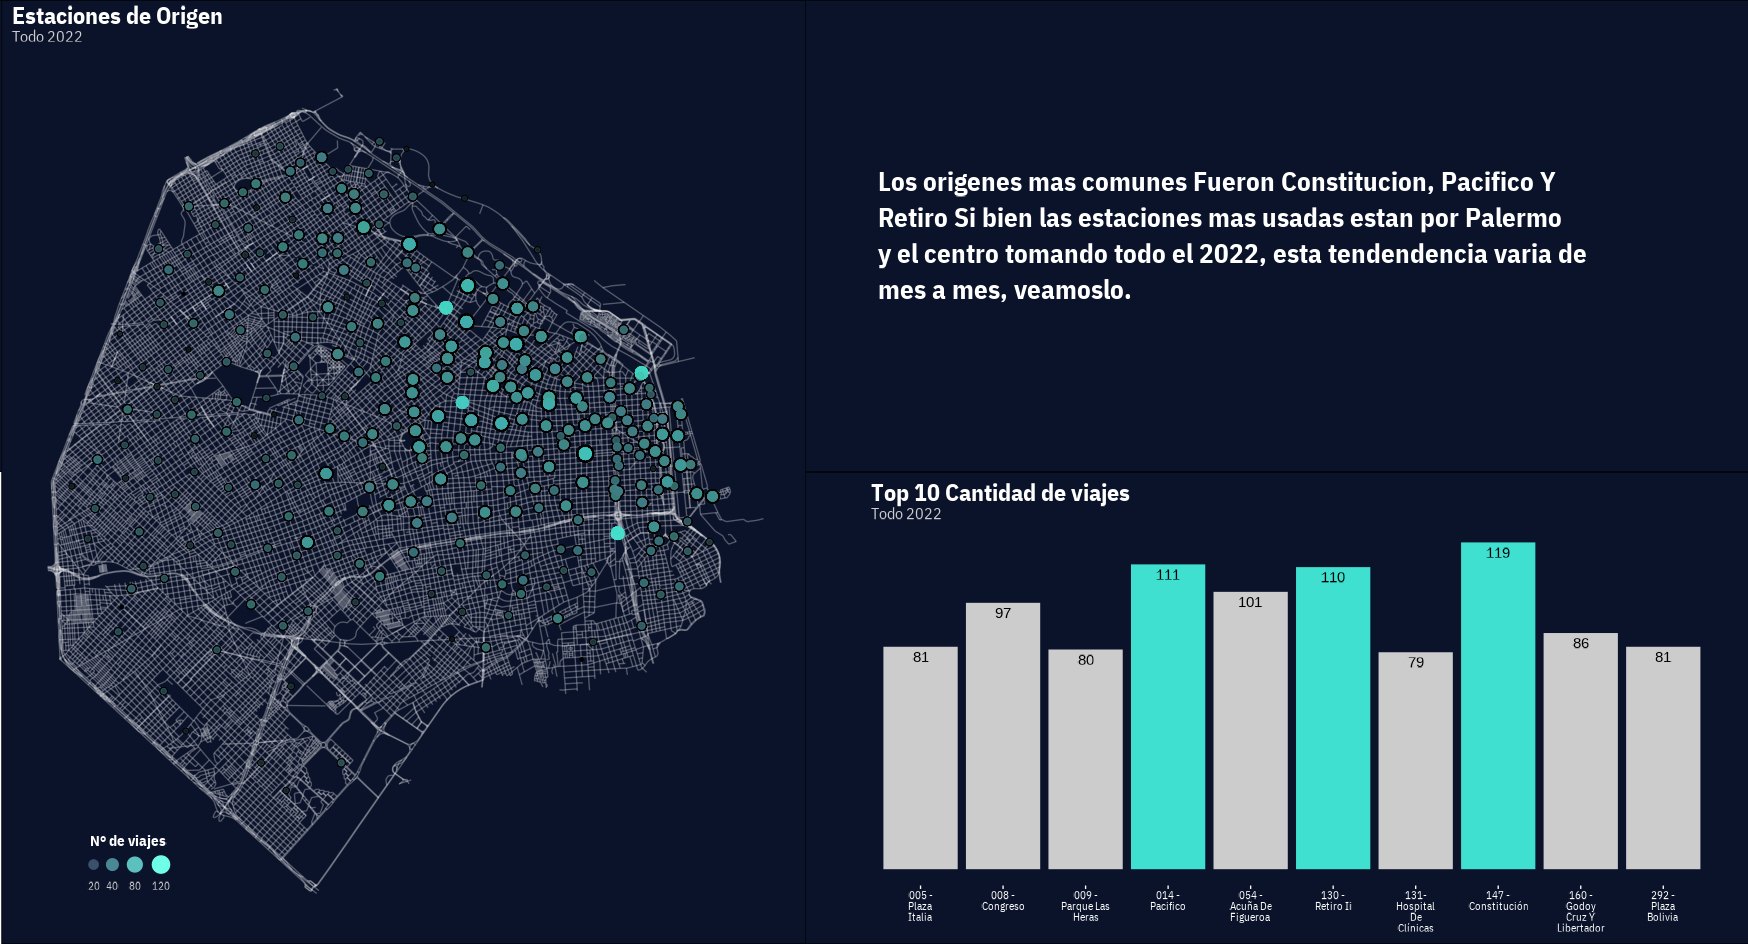 Estaciones de Origen
Todo 2022
Los origenes mas comunes Fueron Constitucion, Pacifico Y
Retiro Si bien las estaciones mas usadas estan por Palermo
y el centro tomando todo el 2022, esta tendendencia varia de
mes a mes, veamoslo.
Nº de viajes
20 40 80 120
Top 10 Cantidad de viajes
Todo 2022
81
97
80
111
101
110
79
119
86
81
005 -
Plaza
Italia
008 -
Congreso
009 -
Parque Las
Heras
014 -
Pacifico
054 -
Acuña De
Figueroa
130 -
Retiro Ii
131-
Hospital
De
Clínicas
147 -
Constitución
160 -
Godoy
Cruz Y
Libertador
292 -
Plaza
Bolivia